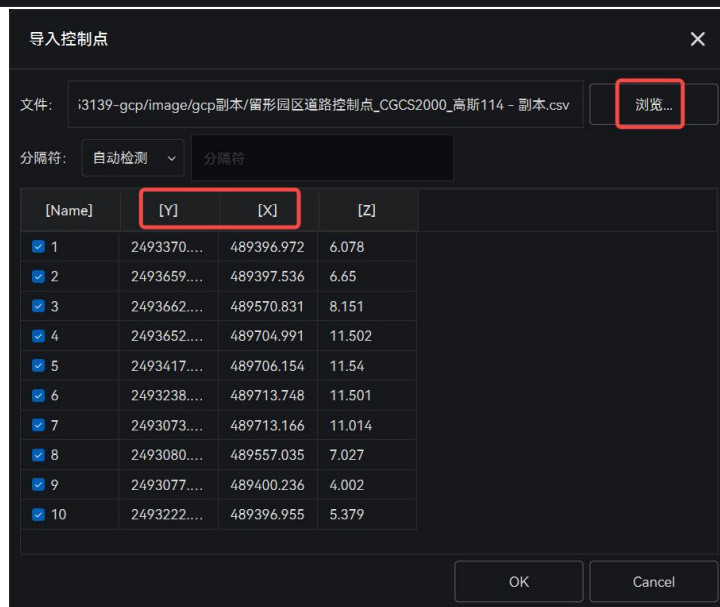 导入控制点
文件: i3139-gcp/image/gcp副本/留形园区道路控制点_CGCS2000_高斯114 - 副本.csv 浏览...
分隔符: 自动检测 分隔符
[Name] [Y] [X] [Z]
1 2493370.... 489396.972 6.078
2 2493659.... 489397.536 6.65
3 2493662.... 489570.831 8.151
4 2493652.... 489704.991 11.502
5 2493417.... 489706.154 11.54
6 2493238.... 489713.748 11.501
7 2493073.... 489713.166 11.014
8 2493080.... 489557.035 7.027
9 2493077.... 489400.236 4.002
10 2493222.... 489396.955 5.379
OK Cancel